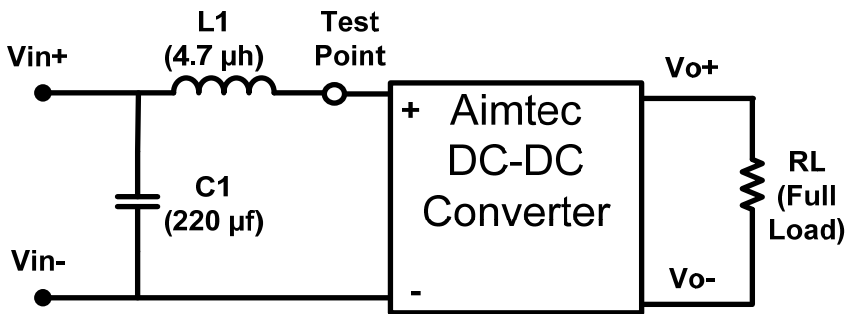 L1
(4.7 µh)
Test
Point
Vin+
Vo+
+
Aimtec
DC-DC
Converter
C1
(220 µf)
RL
(Full
Load)
Vin-
-
Vo-